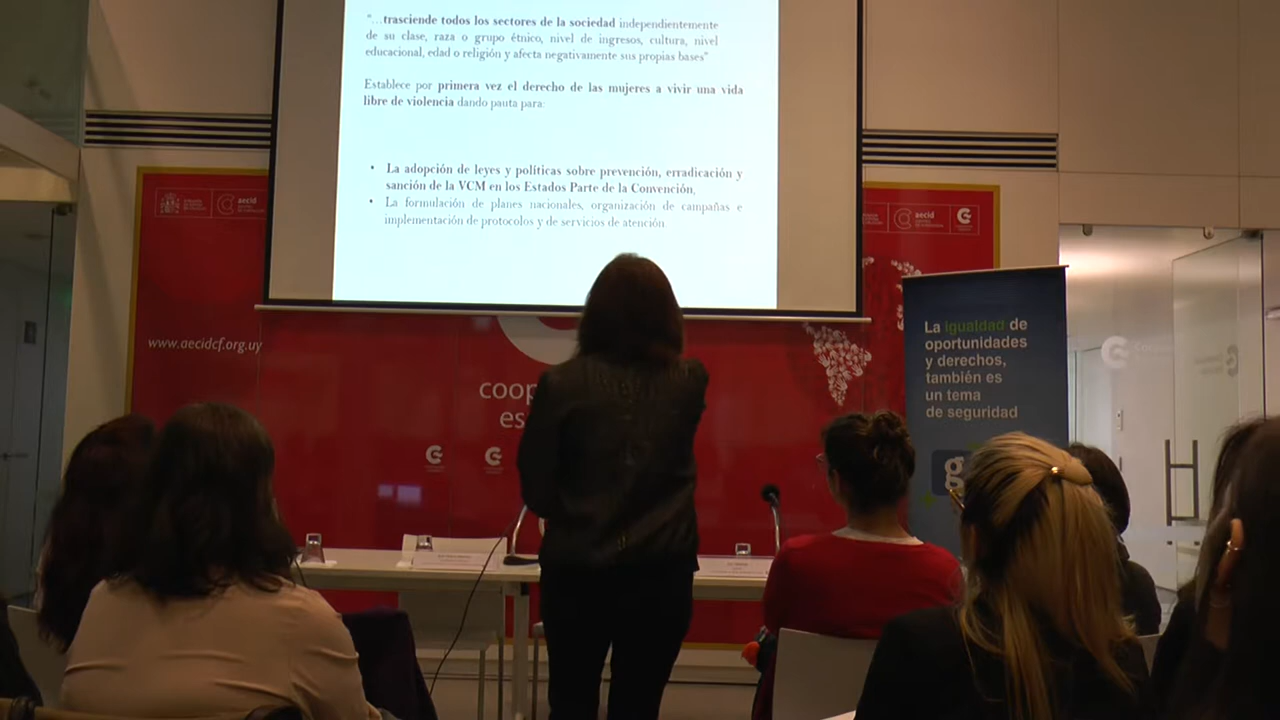 "...trasciende todos los sectores de la sociedad independientemente
de su clase, raza o grupo étnico, nivel de ingresos, cultura, nivel
educacional, edad o religión y afecta negativamente sus propias bases"
Establece por primera vez el derecho de las mujeres a vivir una vida
libre de violencia dando pauta para:
• La adopción de leyes y políticas sobre prevención, erradicación y
sanción de la VCM en los Estados Parte de la Convención,
• La formulación de planes nacionales, organización de campañas e
implementación de protocolos y de servicios de atención.
aecid
aecid
www.aecidcf.org.uy
coop
es
La igualdad de
oportunidades
y derechos,
también es
un tema
de seguridad
g